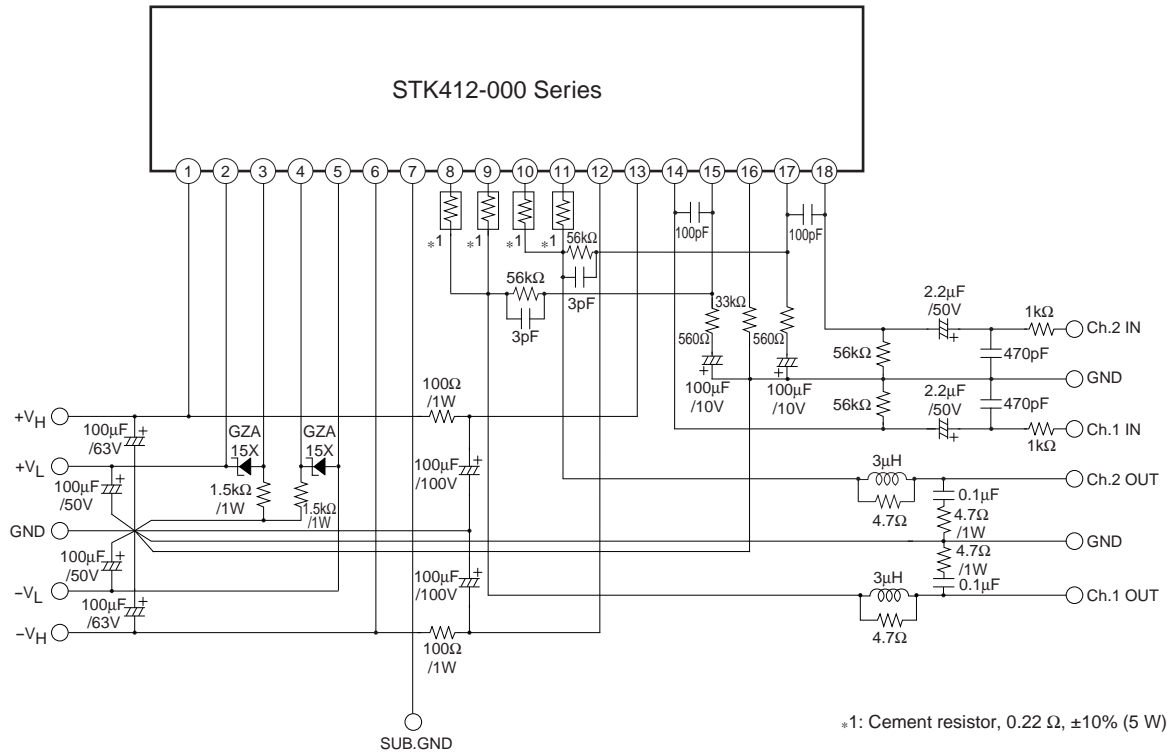 STK412-000 Series
1 2 3 4 5 6 7 8 9 10 11 12 13 14 15 16 17 18
*1
*1
*1
*1
56kΩ
3pF
56kΩ
3pF
100pF
100pF
33kΩ
560Ω
560Ω
100µF
/10V
100µF
/10V
2.2µF
/50V
1kΩ
Ch.2 IN
56kΩ
470pF
GND
56kΩ
2.2µF
/50V
470pF
1kΩ
Ch.1 IN
+VH
100µF
/63V
+VL
100µF
/50V
GND
100µF
/50V
−VL
100µF
/63V
−VH
GZA
15X
GZA
15X
1.5kΩ
/1W
1.5kΩ
/1W
100Ω
/1W
100µF
/100V
100µF
/100V
100Ω
/1W
3µH
4.7Ω
Ch.2 OUT
0.1µF
4.7Ω
/1W
GND
4.7Ω
/1W
0.1µF
3µH
4.7Ω
Ch.1 OUT
SUB.GND
*1: Cement resistor, 0.22 Ω, ±10% (5 W)